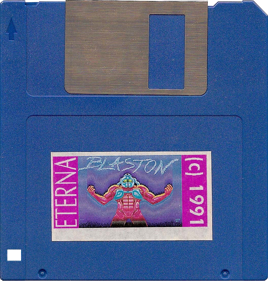 ETERNA
BLASTON
(c) 1991